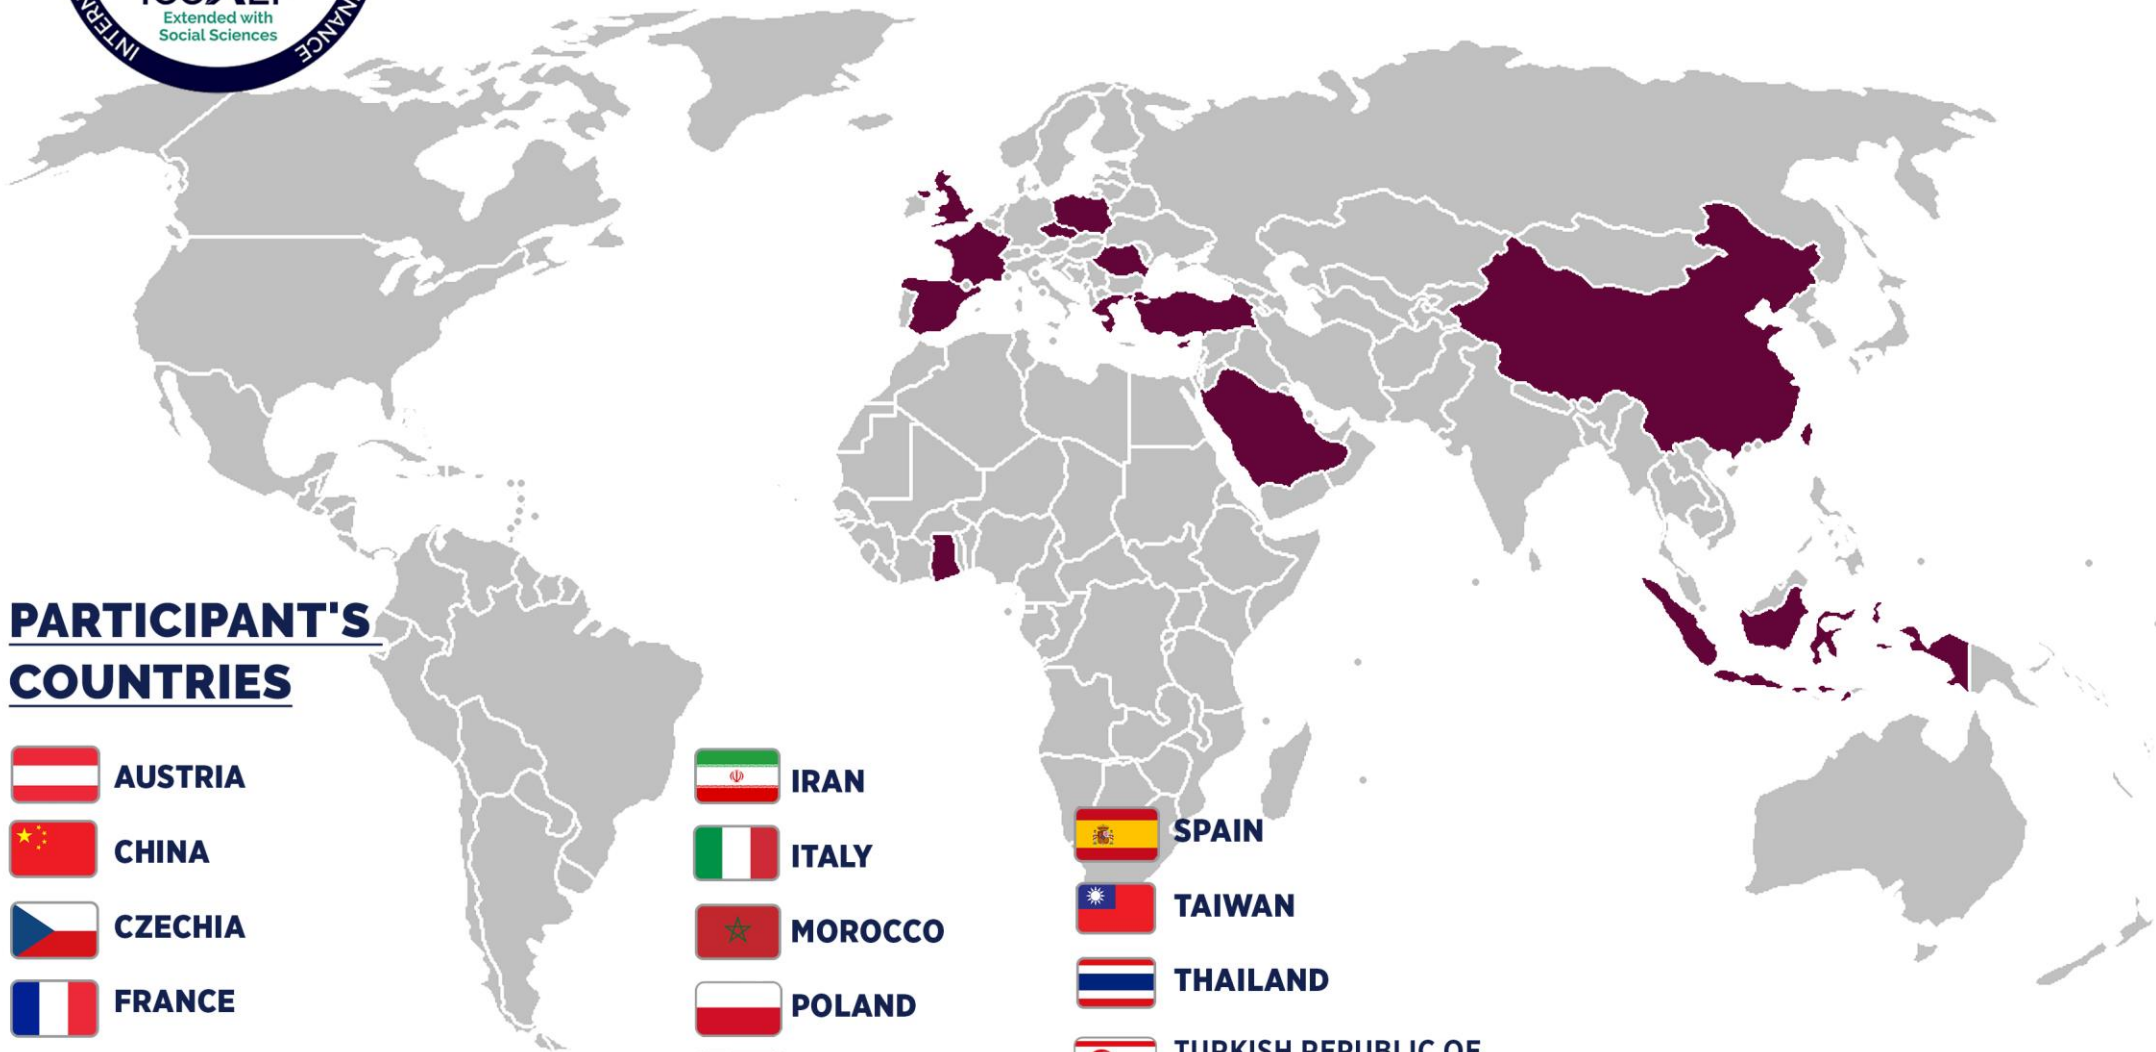 Extended with
Social Sciences
PARTICIPANT'S
COUNTRIES
AUSTRIA
CHINA
CZECHIA
FRANCE
IRAN
ITALY
MOROCCO
POLAND
SPAIN
TAIWAN
THAILAND
TURKISH REPUBLIC OF